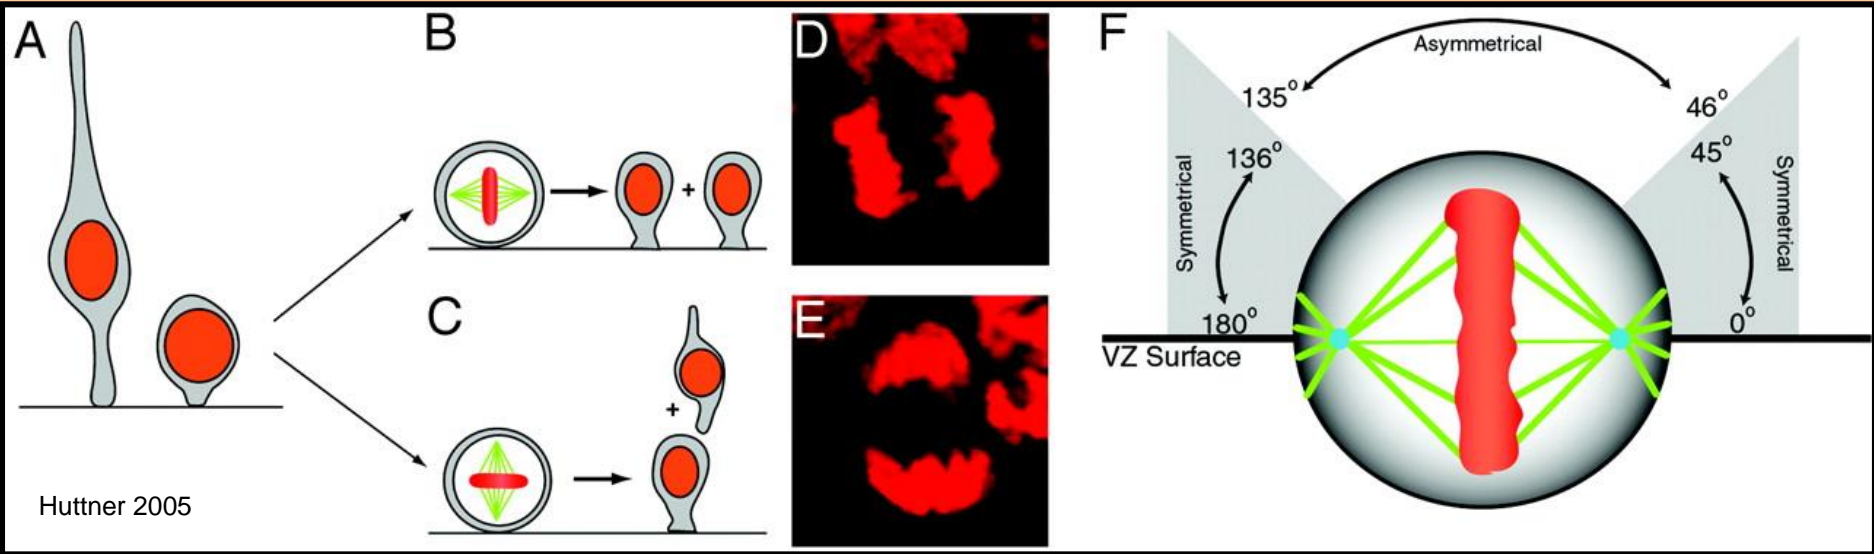 A
B
+
C
+
Huttner 2005
D
E
F
Asymmetrical
135°
46°
136°
45°
Symmetrical
Symmetrical
180°
0°
VZ Surface